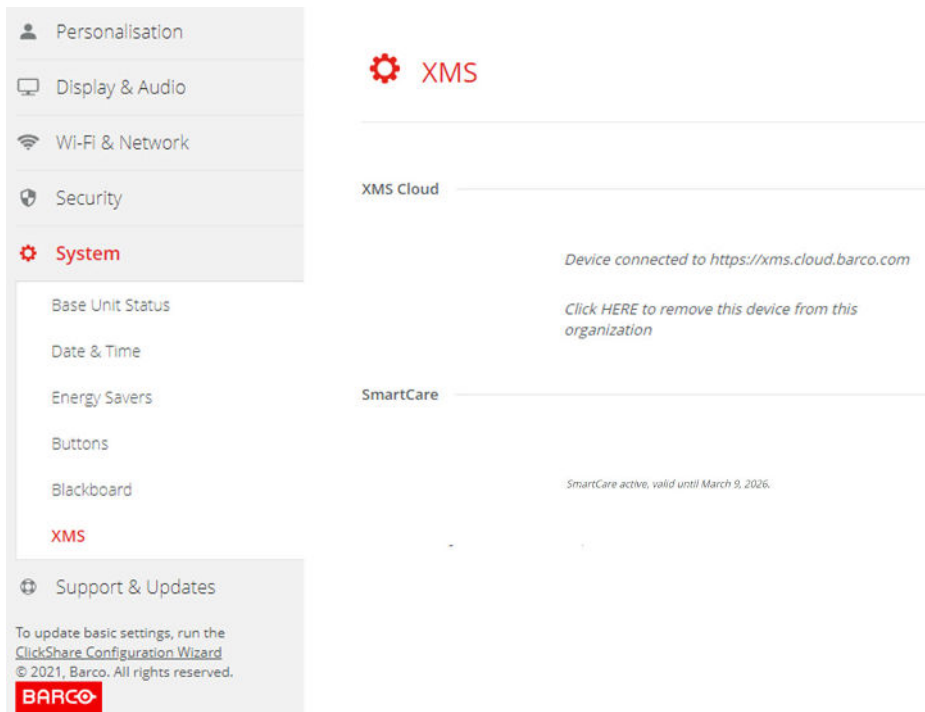 Personalisation
Display & Audio
Wi-Fi & Network
Security
System
Base Unit Status
Date & Time
Energy Savers
Buttons
Blackboard
XMS
Support & Updates
To update basic settings, run the
ClickShare Configuration Wizard
© 2021, Barco. All rights reserved.
BARCO
XMS
XMS Cloud
Device connected to https://xms.cloud.barco.com
Click HERE to remove this device from this
organization
SmartCare
SmartCare active, valid until March 9, 2026.